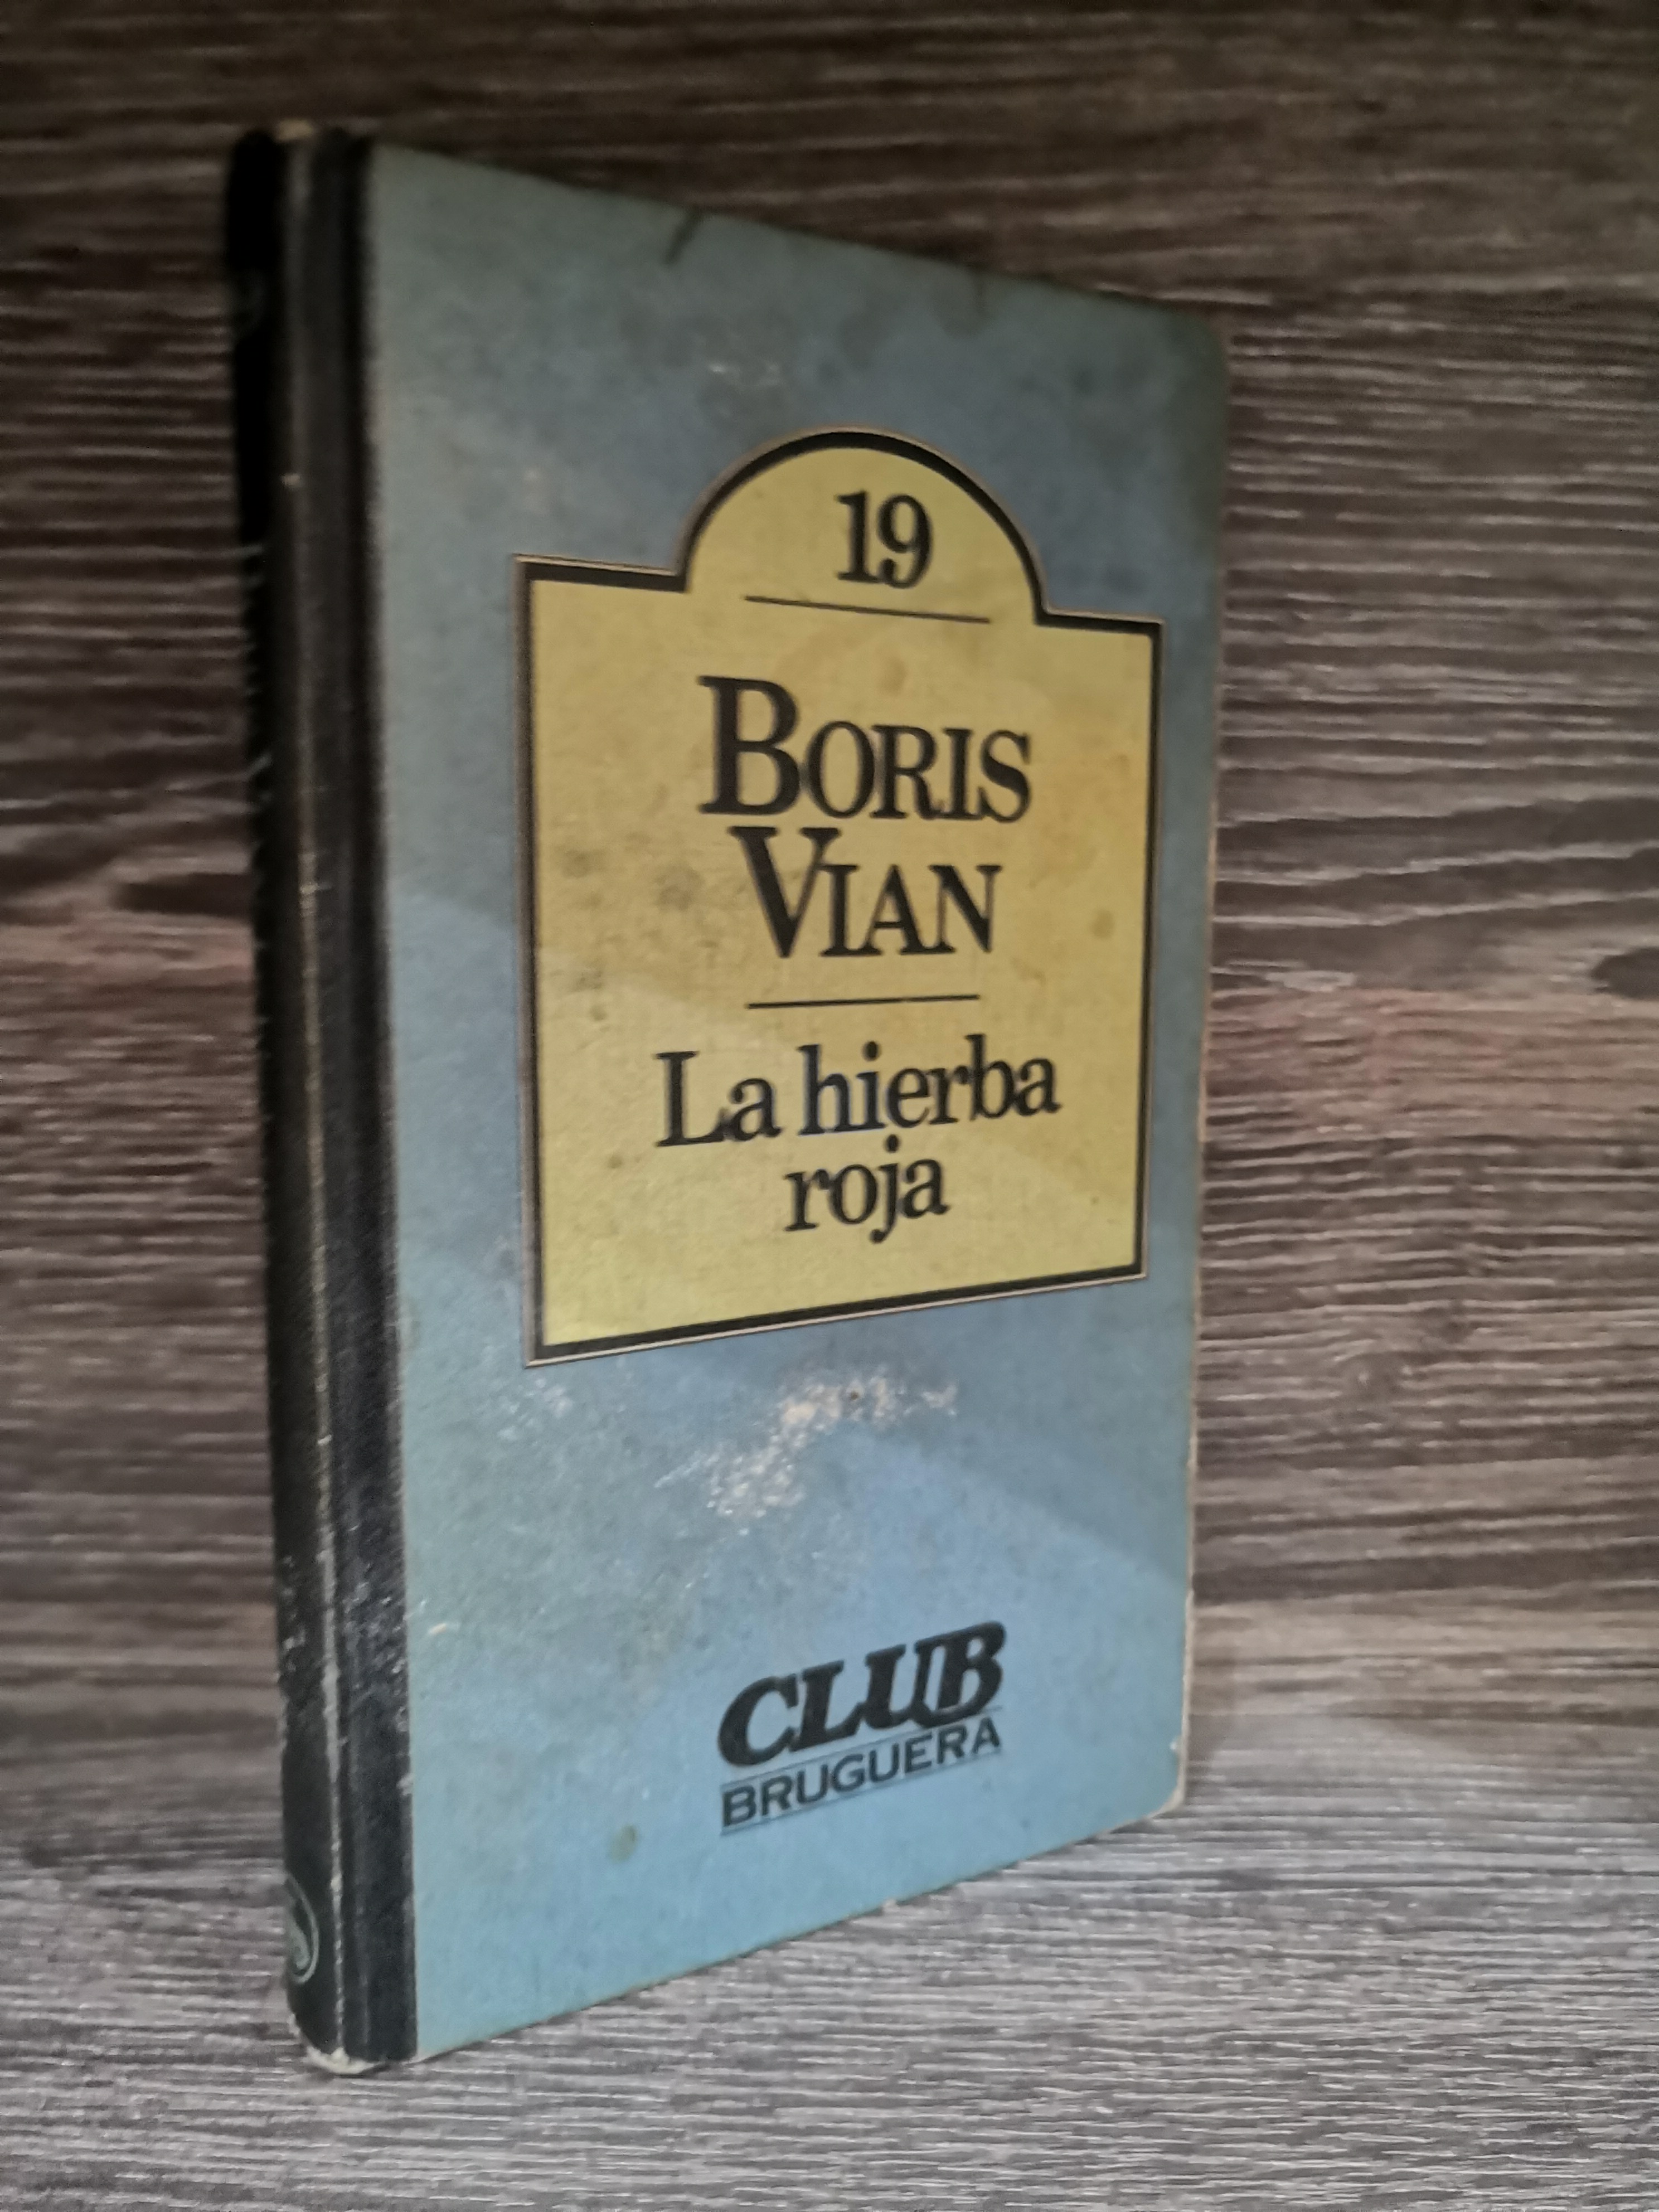 19
BORIS
VIAN
La hierba
roja
CLUB
BRUGUERA